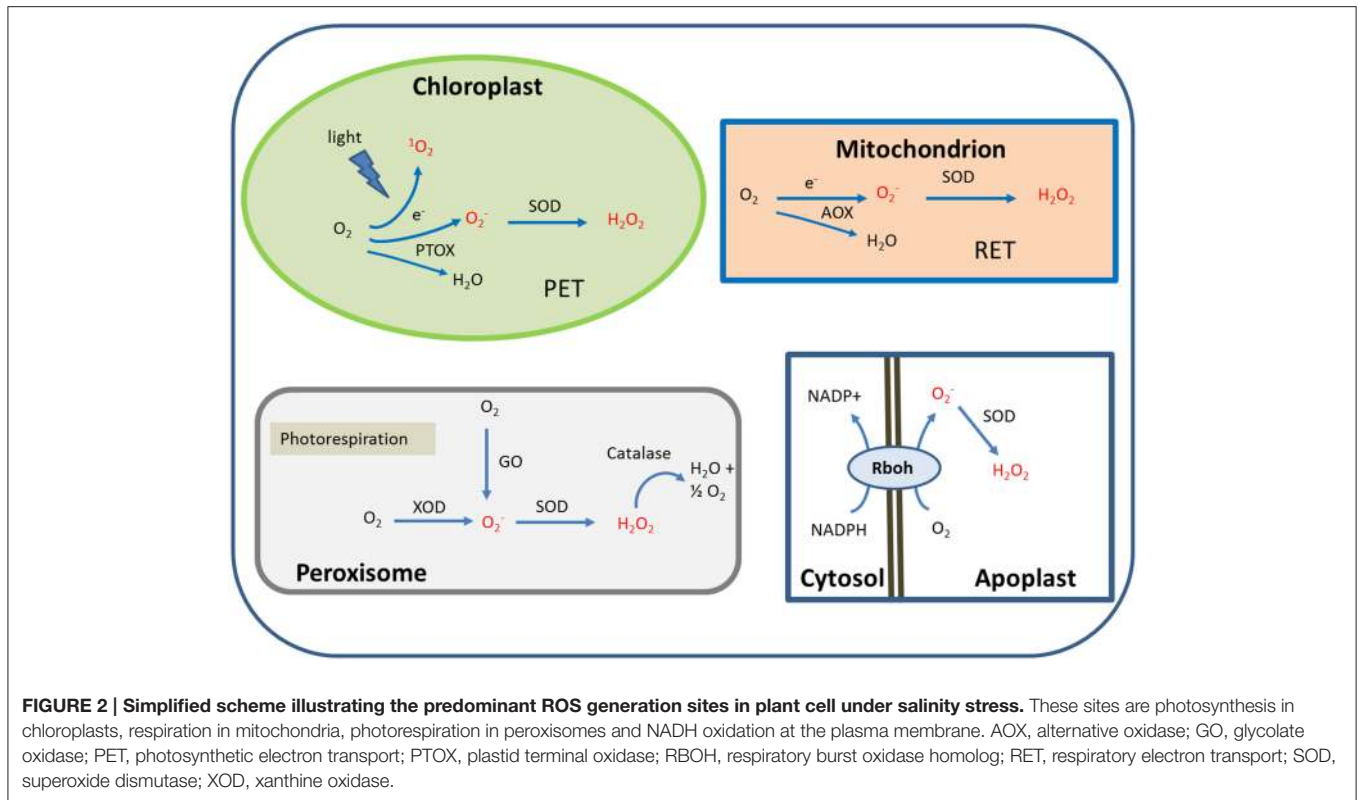 Chloroplast
light
¹O₂
O₂
e⁻
O₂⁻
SOD
H₂O₂
PTOX
H₂O
PET
Mitochondrion
O₂
e⁻
O₂⁻
SOD
H₂O₂
AOX
H₂O
RET
Photorespiration
O₂
GO
Catalase
H₂O +
½ O₂
O₂
XOD
O₂⁻
SOD
H₂O₂
Peroxisome
NADP+
O₂⁻
SOD
Rboh
H₂O₂
NADPH
O₂
Cytosol
Apoplast
FIGURE 2 | Simplified scheme illustrating the predominant ROS generation sites in plant cell under salinity stress. These sites are photosynthesis in
chloroplasts, respiration in mitochondria, photorespiration in peroxisomes and NADH oxidation at the plasma membrane. AOX, alternative oxidase; GO, glycolate
oxidase; PET, photosynthetic electron transport; PTOX, plastid terminal oxidase; RBOH, respiratory burst oxidase homolog; RET, respiratory electron transport; SOD,
superoxide dismutase; XOD, xanthine oxidase.